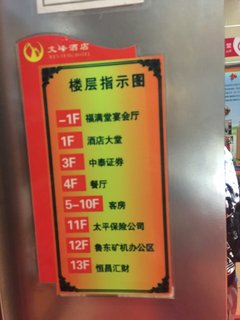 文峰酒店
楼层指示图
-1F 福满堂宴会厅
1F 酒店大堂
3F 中泰证券
4F 餐厅
5-10F 客房
11F 太平保险公司
12F 鲁东矿机办公区
13F 恒昌汇财